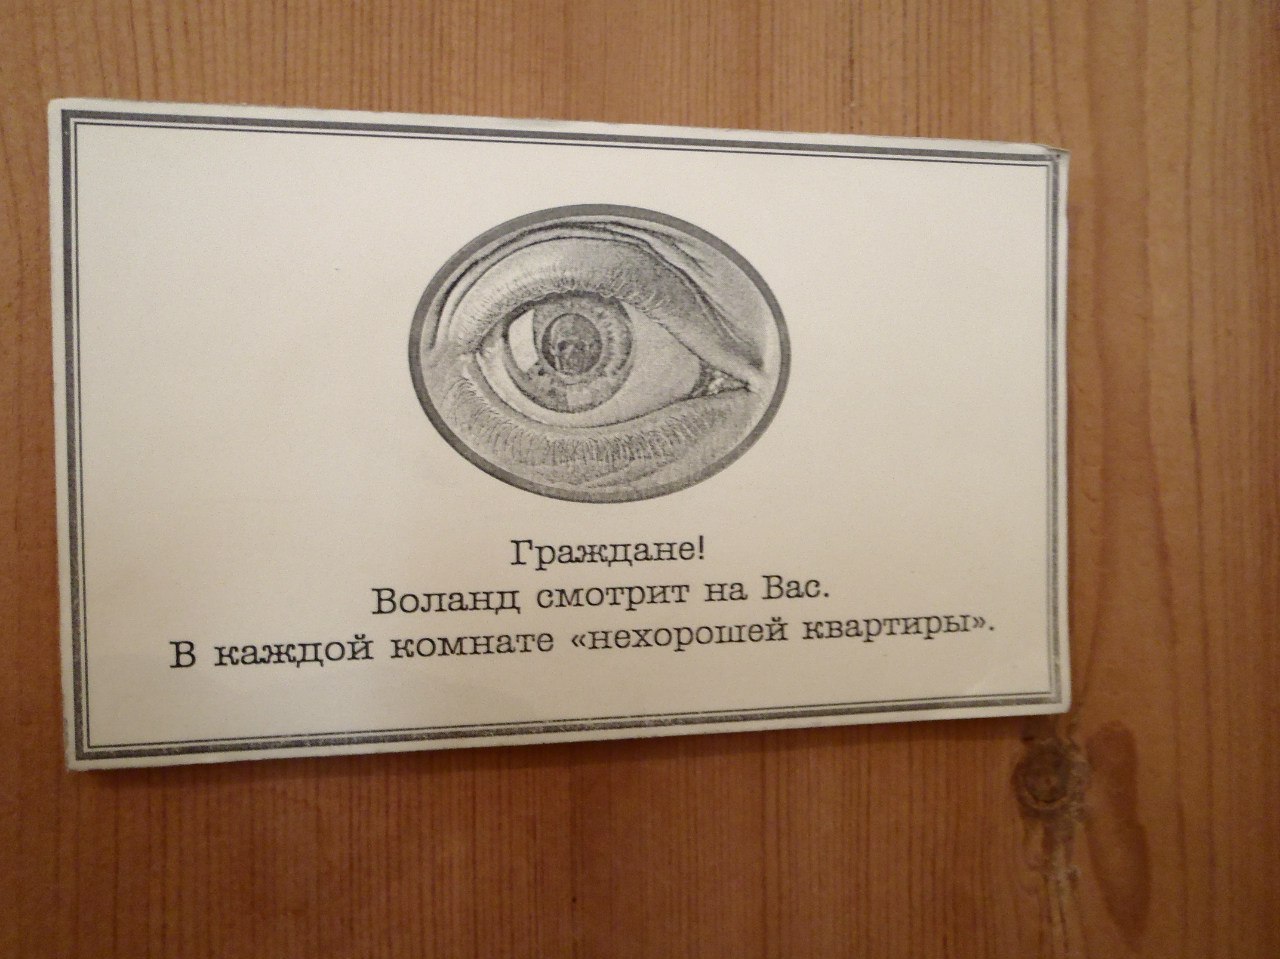 Граждане!
Воланд смотрит на Вас.
В каждой комнате «нехорошей квартиры».